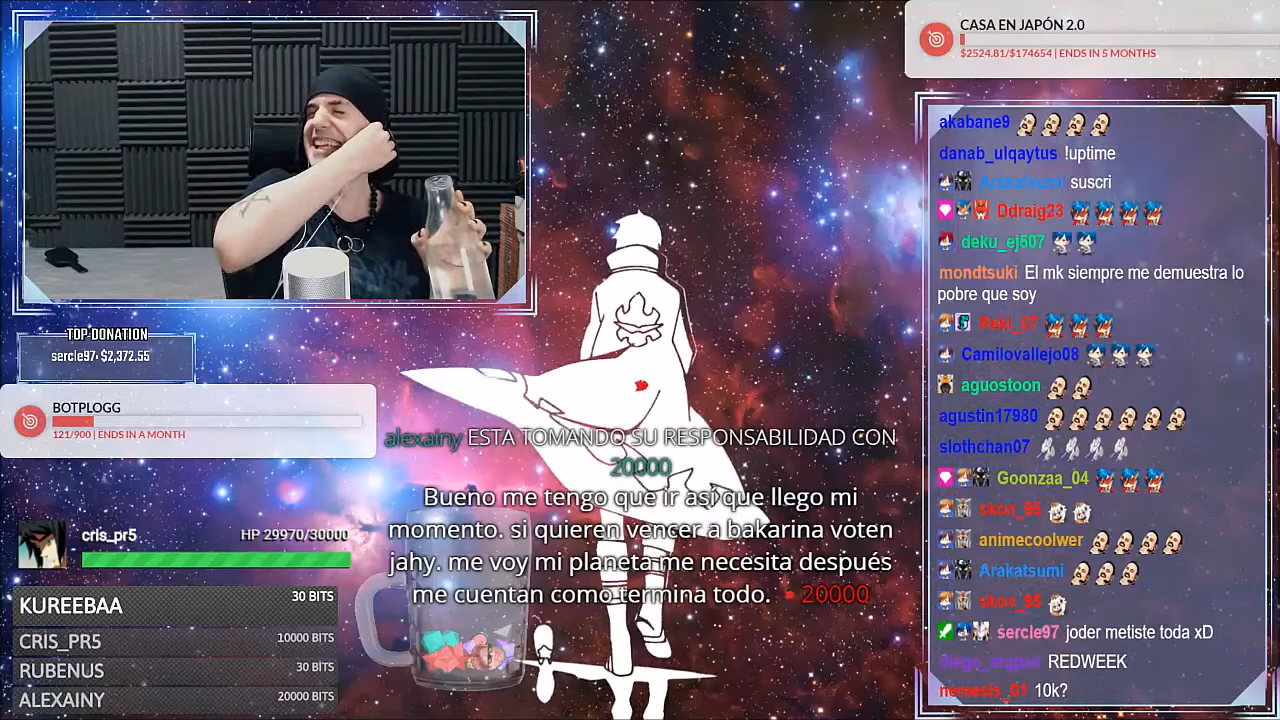 CASA EN JAPÓN 2.0
$2524.81/$174654 | ENDS IN 5 MONTHS
TOP DONATION
sercle97: $2,372.55
BOTPLOGG
121/900 | ENDS IN A MONTH
alexainy ESTA TOMANDO SU RESPONSABILIDAD CON
20000
Bueno me tengo que ir asi que llego mi
momento. si quieren vencer a bakarina voten
jahy. me voy mi planeta me necesita después
me cuentan como termina todo. - 20000
cris_pr5 HP 29970/30000
KUREEBAA 30 BITS
CRIS_PR5 10000 BITS
RUBENUS 30 BITS
ALEXAINY 20000 BITS
akabane9
danab_ulqaytus !uptime
Arakatsumi suscri
Ddraig23
deku_ej507
mondtsuki El mk siempre me demuestra lo
pobre que soy
Reki_07
Camilovallejo08
aguostoon
agustin17980
slothchan07
Goonzaa_04
skon_95
animecoolwer
Arakatsumi
skon_95
sercle97 joder metiste toda xD
REDWEEK
nemesis_01 10k?